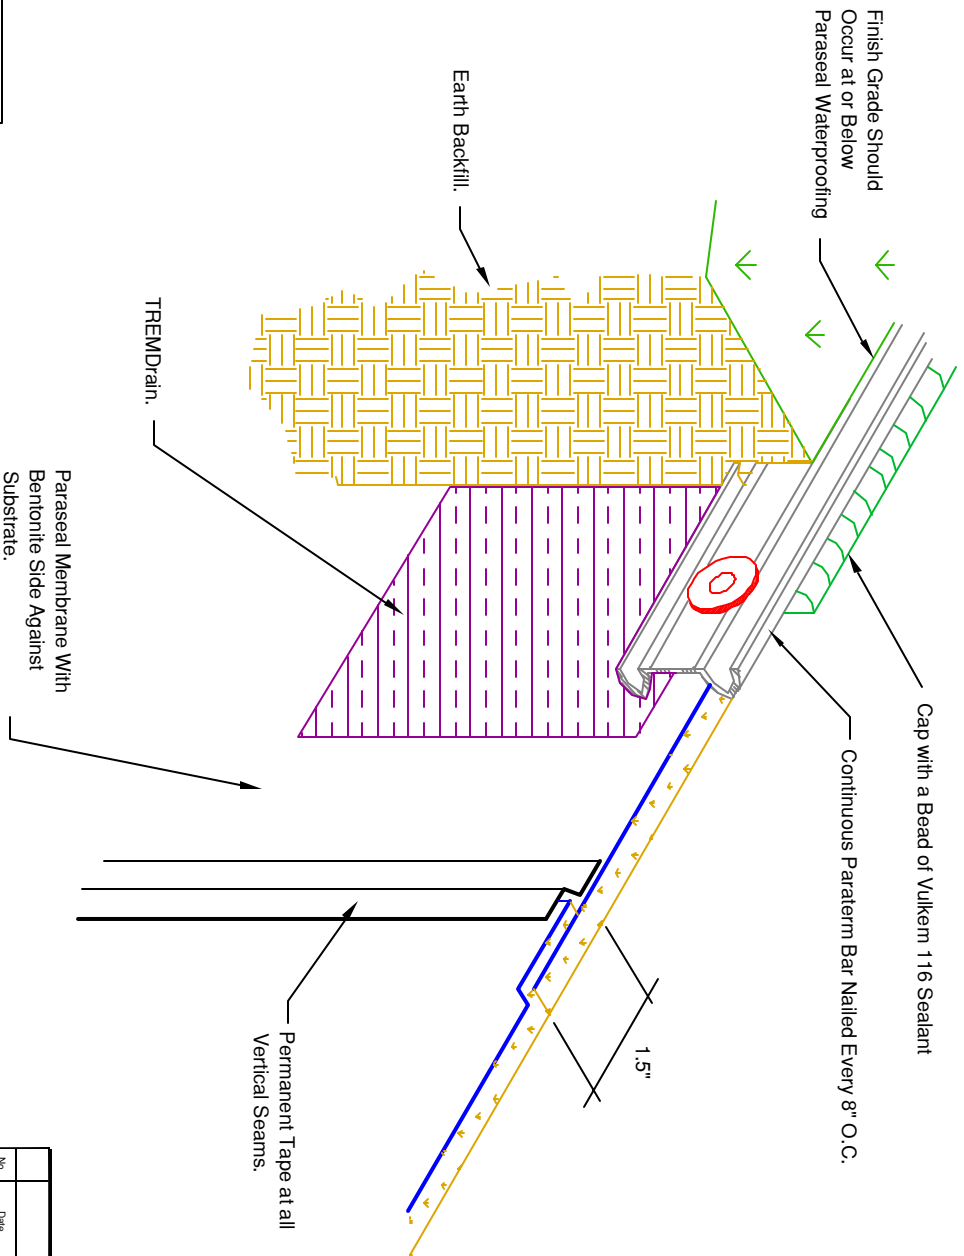 Finish Grade Should
Occur at or Below
Paraseal Waterproofing
Earth Backfill.
TREMDrain.
Paraseal Membrane With
Bentonite Side Against
Substrate.
Cap with a Bead of Vulkem 116 Sealant
Continuous Paraterm Bar Nailed Every 8" O.C.
1.5"
Permanent Tape at all
Vertical Seams.
No.
Date